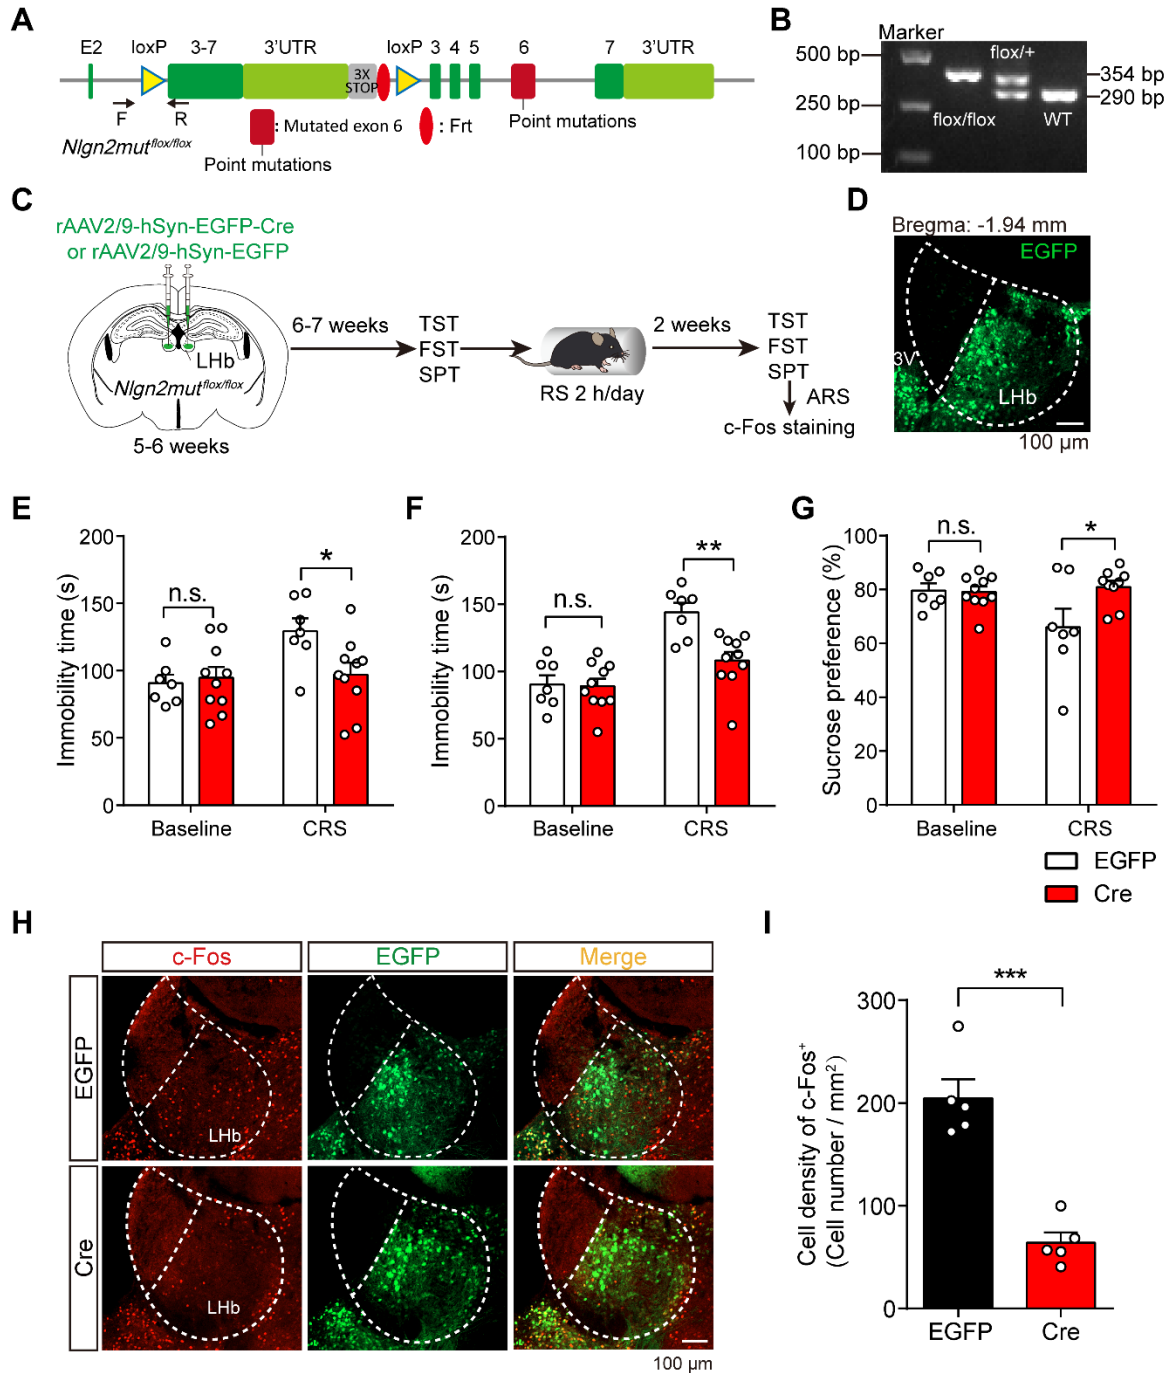 A
E2 loxP 3-7 3'UTR loxP 3 4 5 6 7 3'UTR
3X
STOP
F R
: Mutated exon 6 : Frt
Point mutations
Nlgn2mutflox/flox
Point mutations
B
Marker
500 bp
flox/+
354 bp
290 bp
250 bp
flox/flox
WT
100 bp
C
rAAV2/9-hSyn-EGFP-Cre
or rAAV2/9-hSyn-EGFP
LHb
Nlgn2mutflox/flox
5-6 weeks
6-7 weeks
TST
FST
SPT
RS 2 h/day
2 weeks
TST
FST
SPT
ARS
c-Fos staining
D
Bregma: -1.94 mm
EGFP
3V
LHb
100 µm
E
Immobility time (s)
200
150
100
50
0
n.s.
*
Baseline CRS
F
Immobility time (s)
200
150
100
50
0
n.s.
**
Baseline CRS
G
Sucrose preference (%)
100
80
60
40
20
0
n.s.
*
Baseline CRS
EGFP
Cre
H
c-Fos EGFP Merge
EGFP
LHb
Cre
LHb
100 µm
I
Cell density of c-Fos+
(Cell number / mm2)
300
200
100
0
***
EGFP Cre